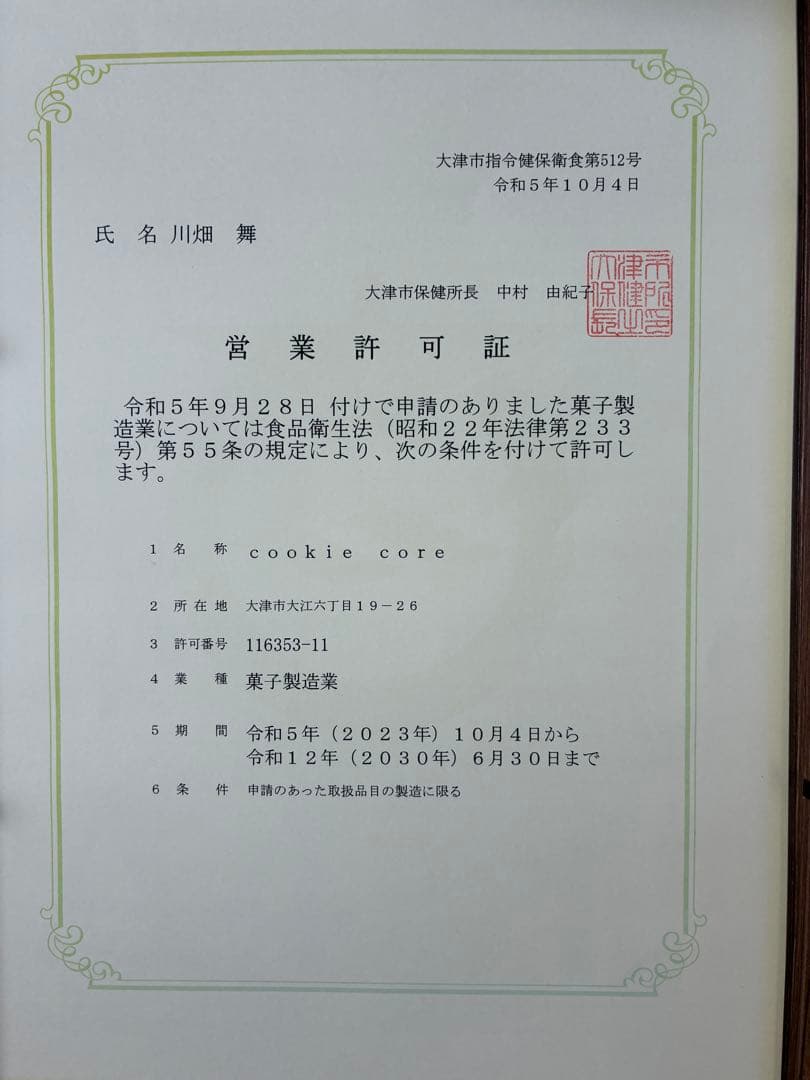 大津市指令健保衛食第512号
令和５年１０月４日
氏　名 川畑　舞
大津市保健所長　中村　由紀子
大津市保健所長之印
営　業　許　可　証
令和５年９月２８日 付けで申請のありました菓子製
造業については食品衛生法（昭和２２年法律第２３３
号）第５５条の規定により、次の条件を付けて許可し
ます。
１ 名　　称 ｃｏｏｋｉｅ　ｃｏｒｅ
２ 所 在 地 大津市大江六丁目１９－２６
３ 許可番号 116353-11
４ 業　　種 菓子製造業
５ 期　　間 令和５年（２０２３年）１０月４日から
令和１２年（２０３０年）６月３０日まで
６ 条　　件 申請のあった取扱品目の製造に限る